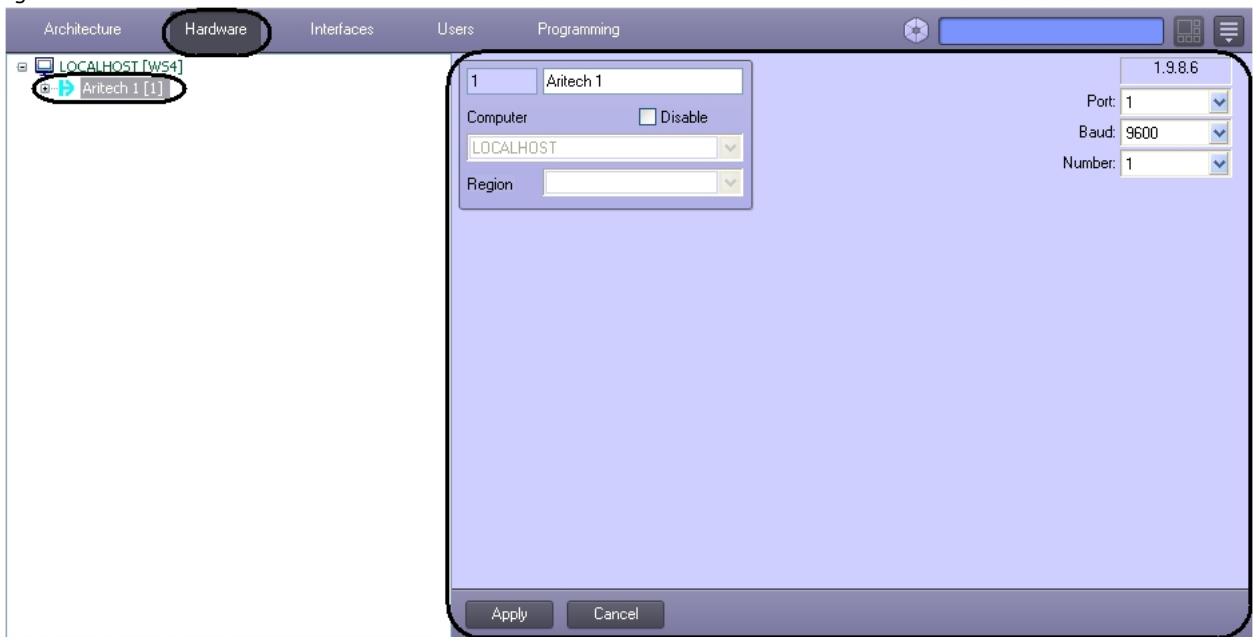 Architecture Hardware Interfaces Users Programming
LOCALHOST [WS4]
Aritech 1 [1]
1 Aritech 1
Computer Disable
LOCALHOST
Region
1.9.8.6
Port: 1
Baud: 9600
Number: 1
Apply Cancel